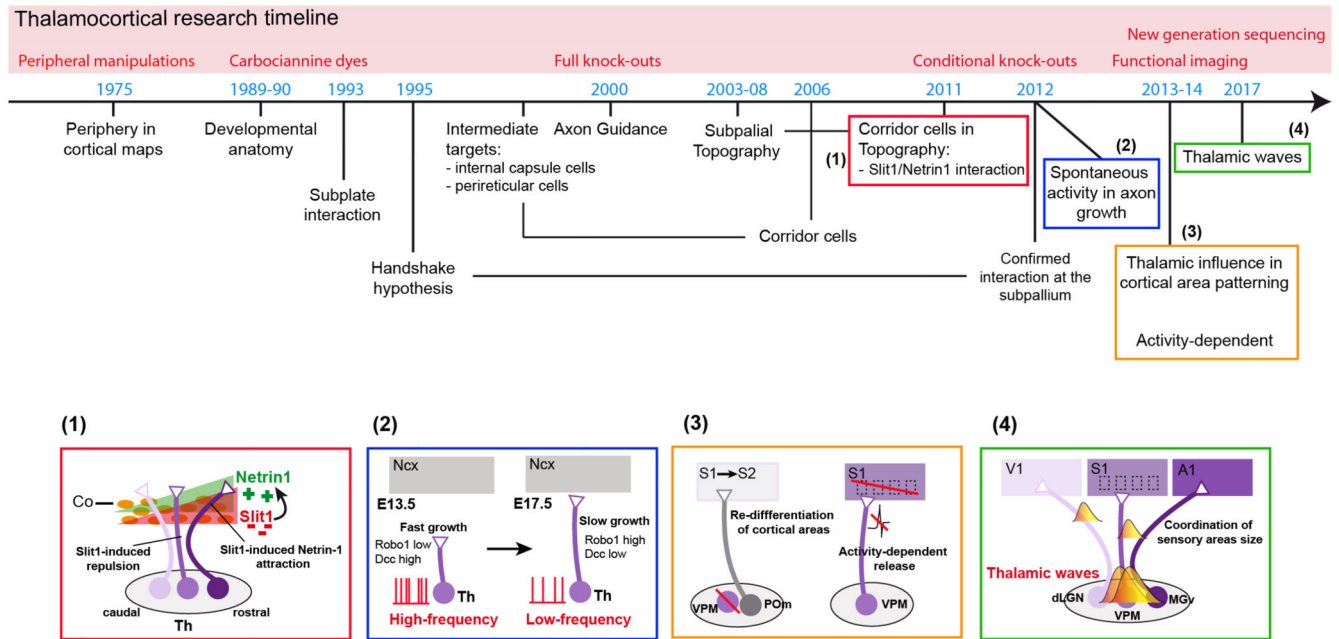 Thalamocortical research timeline
New generation sequencing
Peripheral manipulations
Carbociannine dyes
Full knock-outs
Conditional knock-outs
Functional imaging
1975
1989-90
1993
1995
2000
2003-08
2006
2011
2012
2013-14
2017
Periphery in
cortical maps
Developmental
anatomy
Subplate
interaction
Handshake
hypothesis
Intermediate
targets:
- internal capsule cells
- perireticular cells
Axon Guidance
Subpalial
Topography
Corridor cells
(1)
Corridor cells in
Topography:
- Slit1/Netrin1 interaction
Confirmed
interaction at the
subpallium
(2)
Spontaneous
activity in axon
growth
(3)
Thalamic influence in
cortical area patterning
Activity-dependent
(4)
Thalamic waves
(1)
Netrin1
Co
Slit1
Slit1-induced
repulsion
Slit1-induced Netrin-1
attraction
caudal
rostral
Th
(2)
Ncx
E13.5
Fast growth
Robo1 low
Dcc high
Th
High-frequency
Ncx
E17.5
Slow growth
Robo1 high
Dcc low
Th
Low-frequency
(3)
S1→S2
Re-differentiation
of cortical areas
VPM
POm
S1
Activity-dependent
release
VPM
(4)
V1
S1
A1
Coordination of
sensory areas size
Thalamic waves
dLGN
VPM
MGv